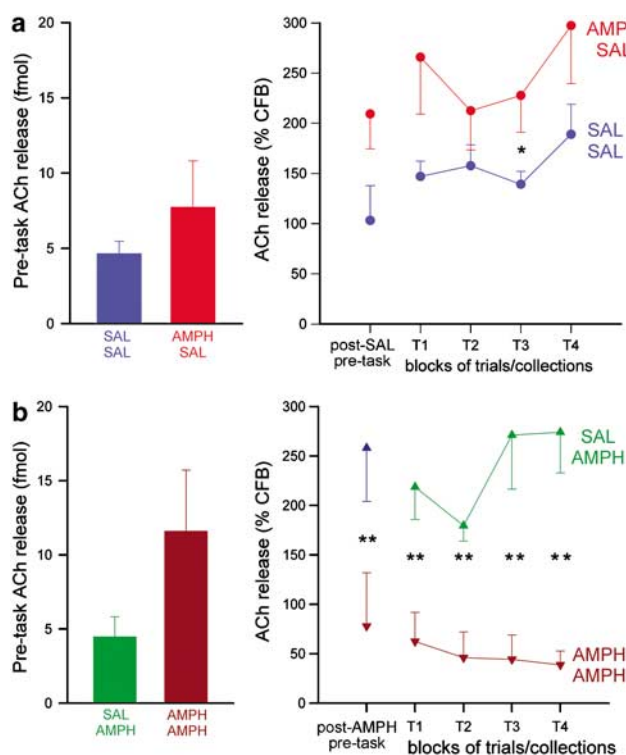 a
Pre-task ACh release (fmol)
20
15
10
5
0
SAL AMPH
SAL SAL
ACh release (% CFB)
300
250
200
150
100
50
0
AMPH
SAL
SAL
SAL
*
post-SAL T1 T2 T3 T4
pre-task blocks of trials/collections
b
Pre-task ACh release (fmol)
20
15
10
5
0
SAL AMPH
AMPH AMPH
ACh release (% CFB)
300
250
200
150
100
50
0
SAL
AMPH
** ** ** ** **
AMPH
AMPH
post-AMPH T1 T2 T3 T4
pre-task blocks of trials/collections